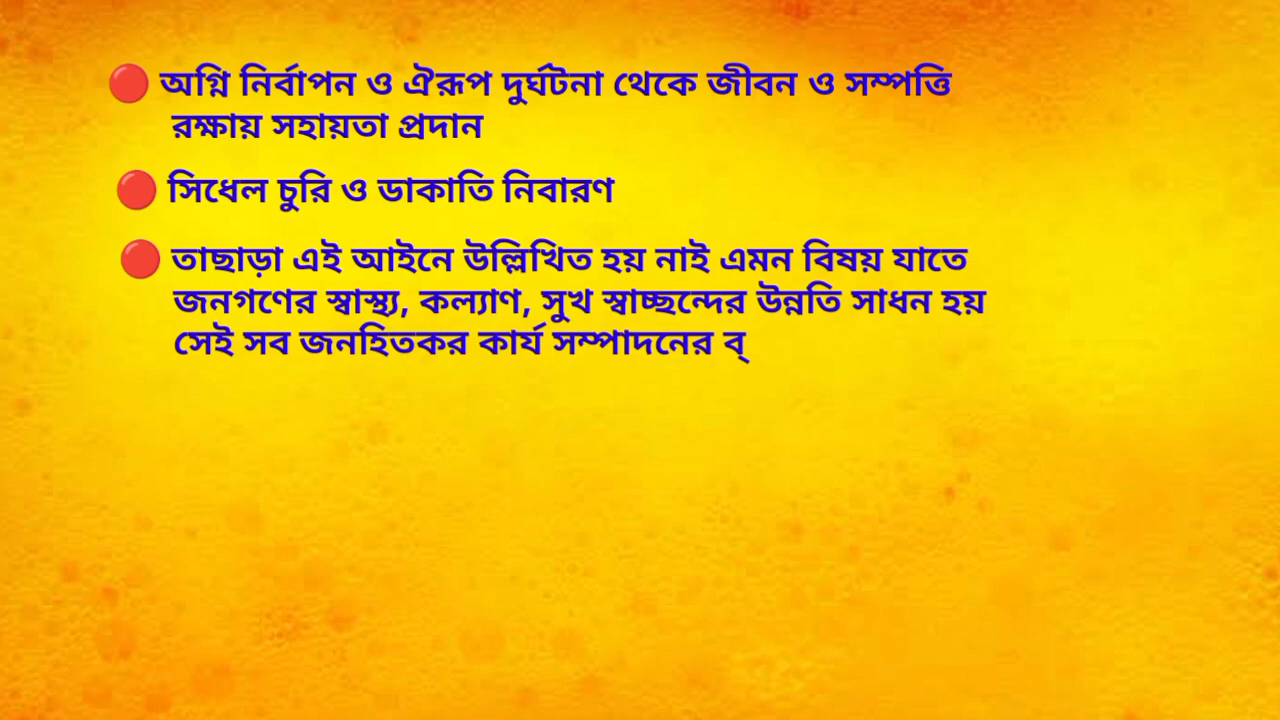 🔴 অগ্নি নির্বাপন ও ঐরূপ দুর্ঘটনা থেকে জীবন ও সম্পত্তি
রক্ষায় সহায়তা প্রদান
🔴 সিধেল চুরি ও ডাকাতি নিবারণ
🔴 তাছাড়া এই আইনে উল্লিখিত হয় নাই এমন বিষয় যাতে
জনগণের স্বাস্থ্য, কল্যাণ, সুখ স্বাচ্ছন্দের উন্নতি সাধন হয়
সেই সব জনহিতকর কার্য সম্পাদনের ব্